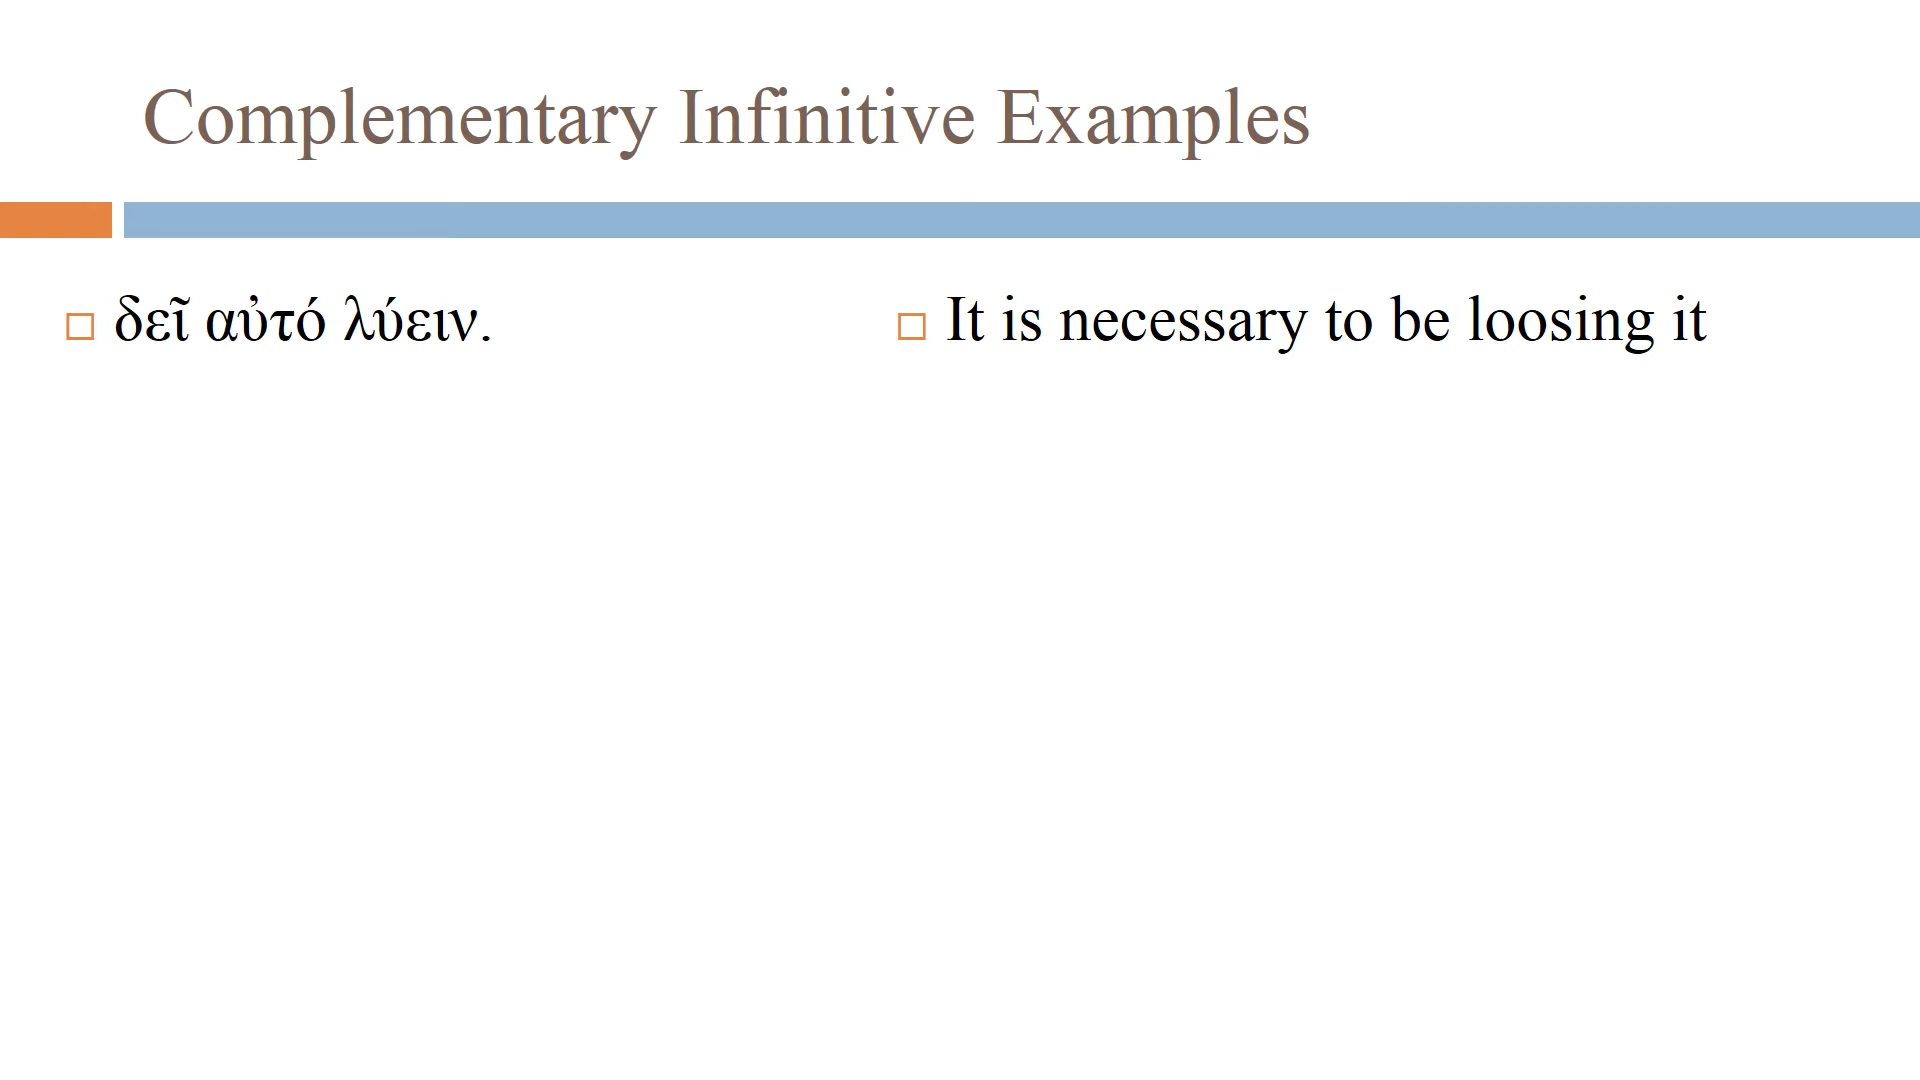 Complementary Infinitive Examples
δεῖ αὐτό λύειν.
It is necessary to be loosing it